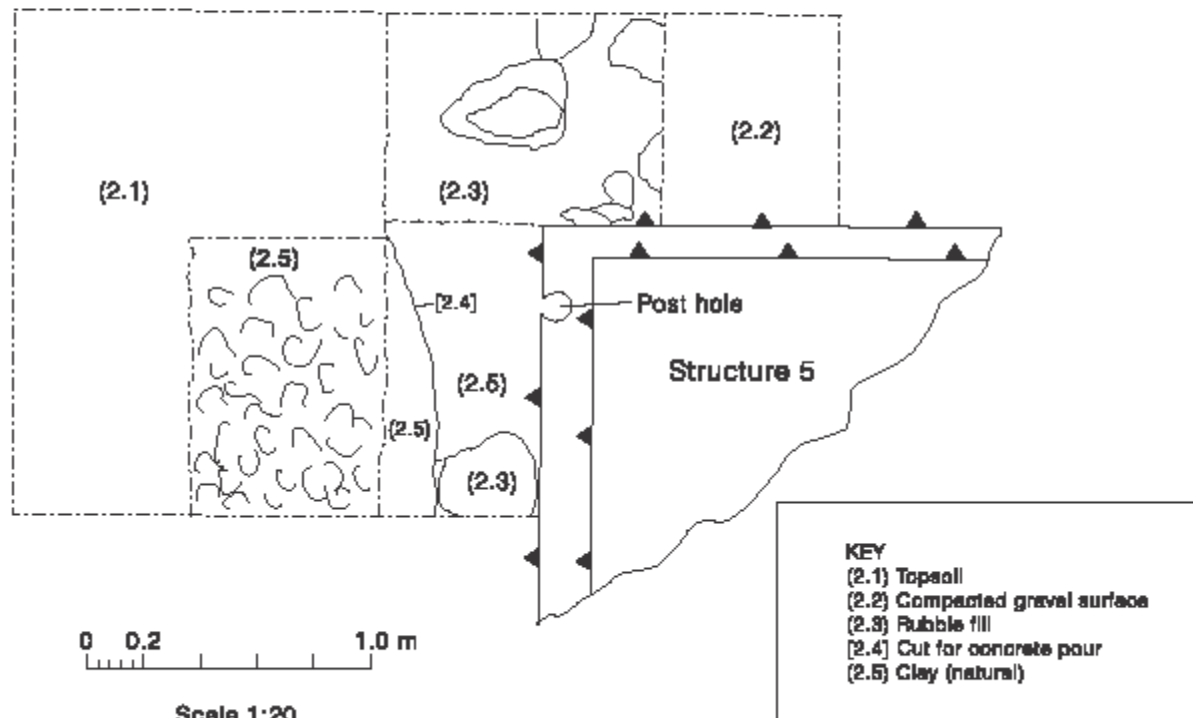 (2.1)
(2.3)
(2.2)
(2.5)
[2.4]
Post hole
Structure 5
(2.5)
(2.5)
(2.3)
0 0.2 1.0 m
Scale 1:20
KEY
(2.1) Topsoil
(2.2) Compacted gravel surface
(2.3) Rubble fill
[2.4] Cut for concrete pour
(2.5) Clay (natural)